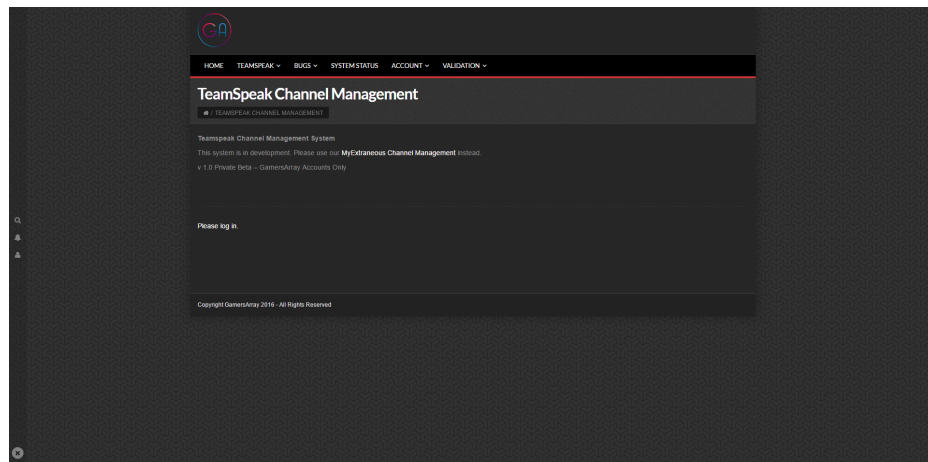 GA
HOME TEAMSPEAK BUGS SYSTEM STATUS ACCOUNT VALIDATION
TeamSpeak Channel Management
/ TEAMSPEAK CHANNEL MANAGEMENT
Teamspeak Channel Management System
This system is in development. Please use our MyExtraneous Channel Management instead.
v 1.0 Private Beta – GamersArray Accounts Only
Please log in.
Copyright GamersArray 2016 - All Rights Reserved